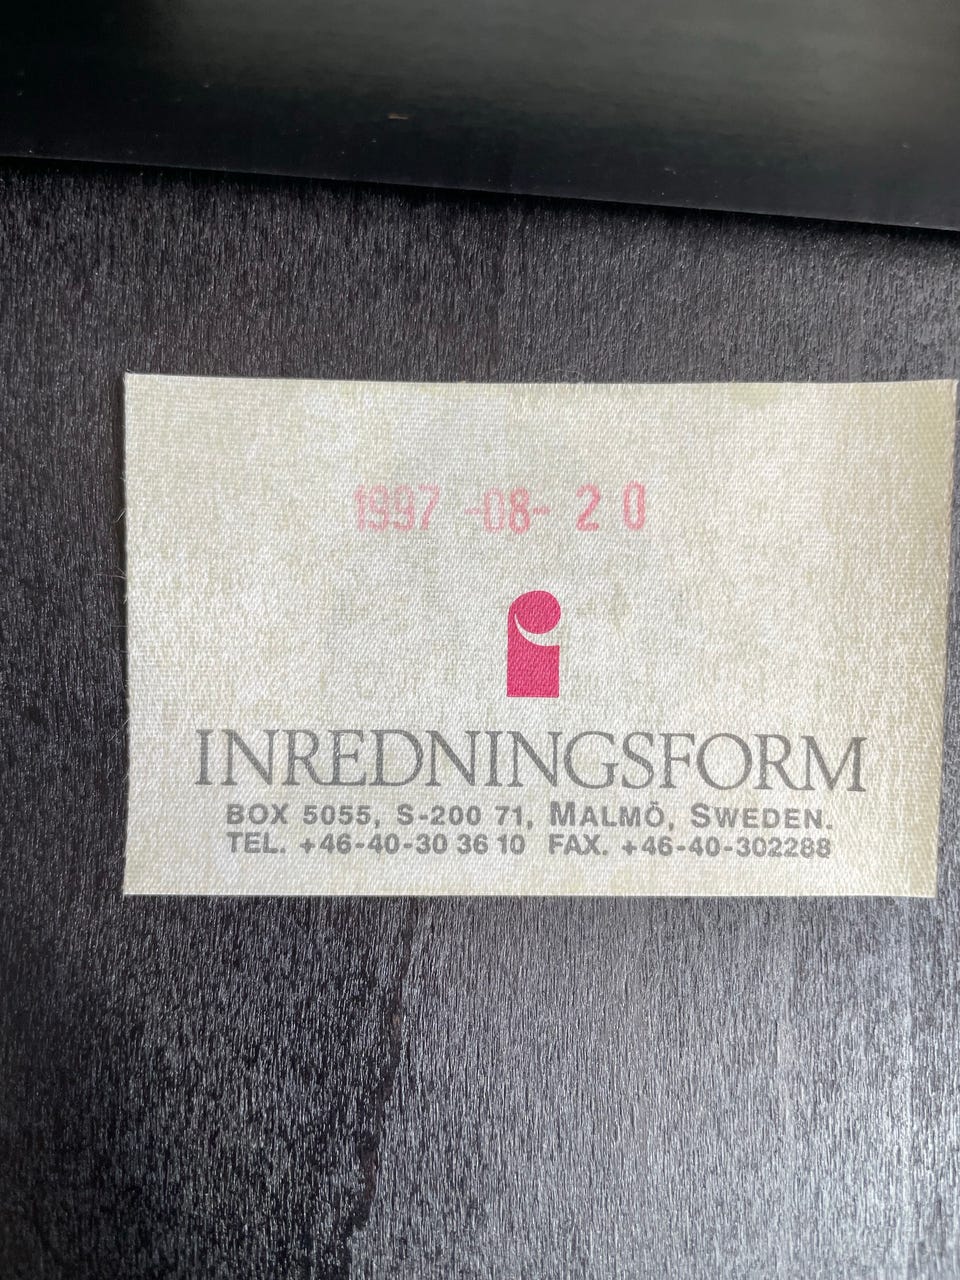 1997 -08- 20
INREDNINGSFORM
BOX 5055, S-200 71, MALMÖ, SWEDEN.
TEL. +46-40-30 36 10 FAX. +46-40-302288